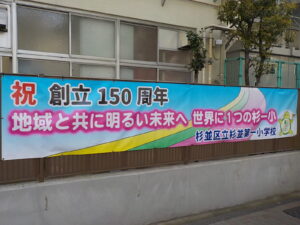 祝 創立150周年
地域と共に明るい未来へ 世界に1つの杉一小
杉並区立杉並第一小学校